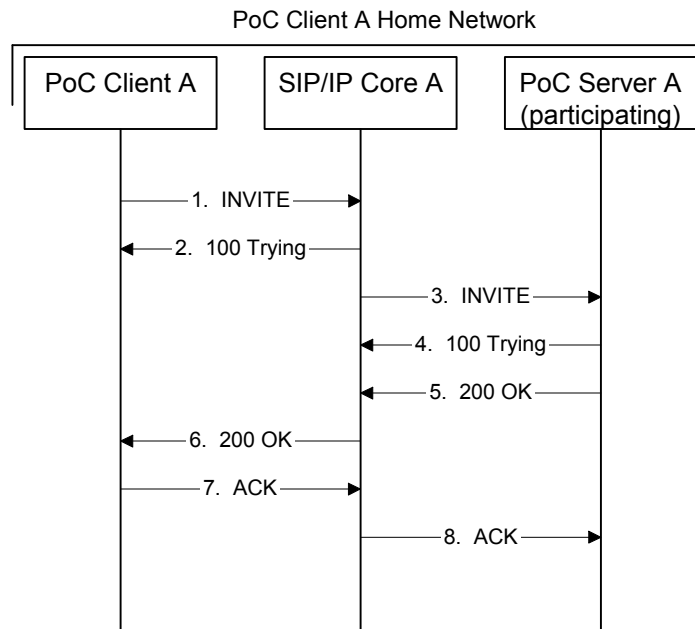 PoC Client A Home Network
PoC Client A
SIP/IP Core A
PoC Server A
(participating)
1. INVITE
2. 100 Trying
3. INVITE
4. 100 Trying
5. 200 OK
6. 200 OK
7. ACK
8. ACK